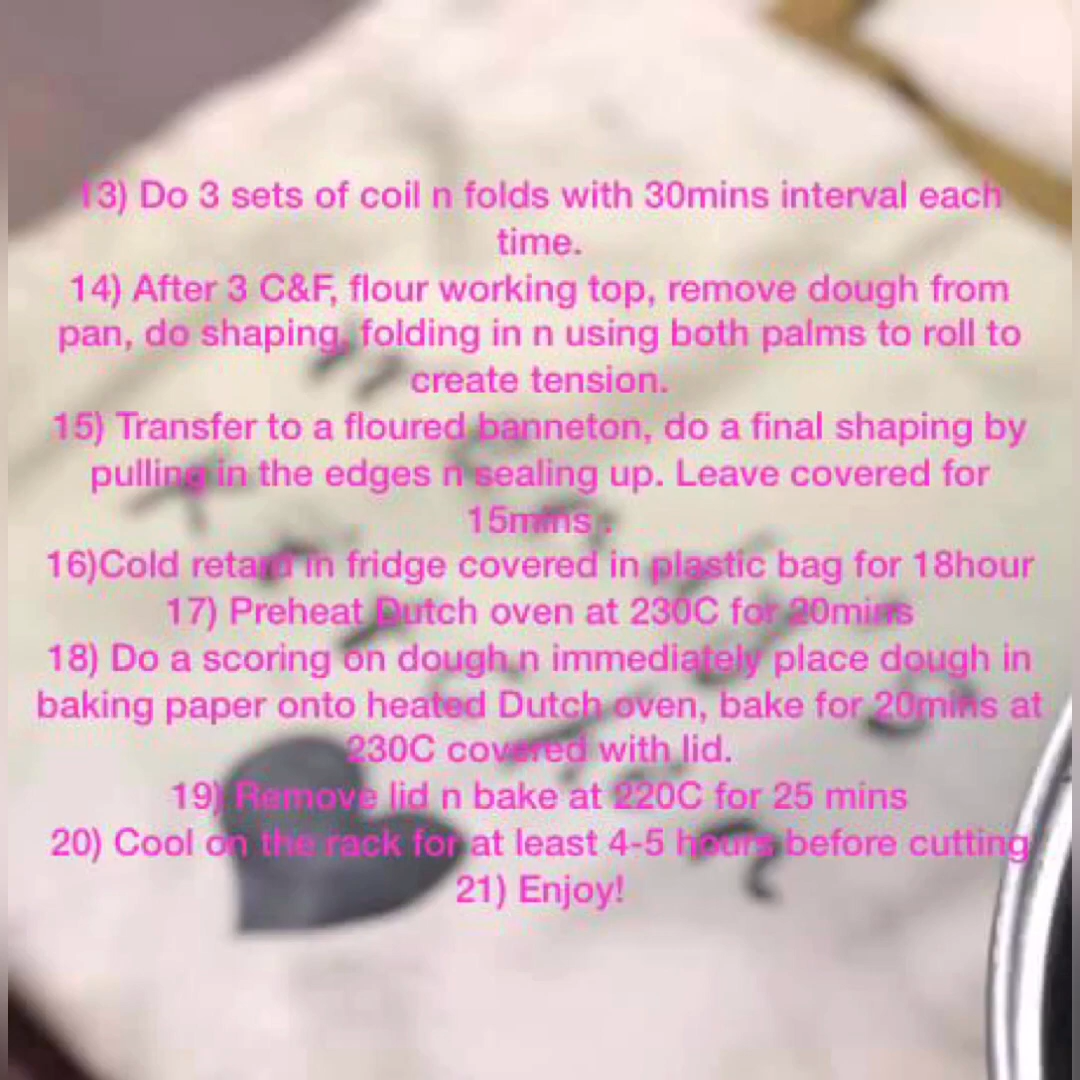 13) Do 3 sets of coil n folds with 30mins interval each
time.
14) After 3 C&F, flour working top, remove dough from
pan, do shaping, folding in n using both palms to roll to
create tension.
15) Transfer to a floured banneton, do a final shaping by
pulling in the edges n sealing up. Leave covered for
15mins .
16)Cold retard in fridge covered in plastic bag for 18hour
17) Preheat Dutch oven at 230C for 20mins
18) Do a scoring on dough n immediately place dough in
baking paper onto heated Dutch oven, bake for 20mins at
230C covered with lid.
19) Remove lid n bake at 220C for 25 mins
20) Cool on the rack for at least 4-5 hours before cutting
21) Enjoy!